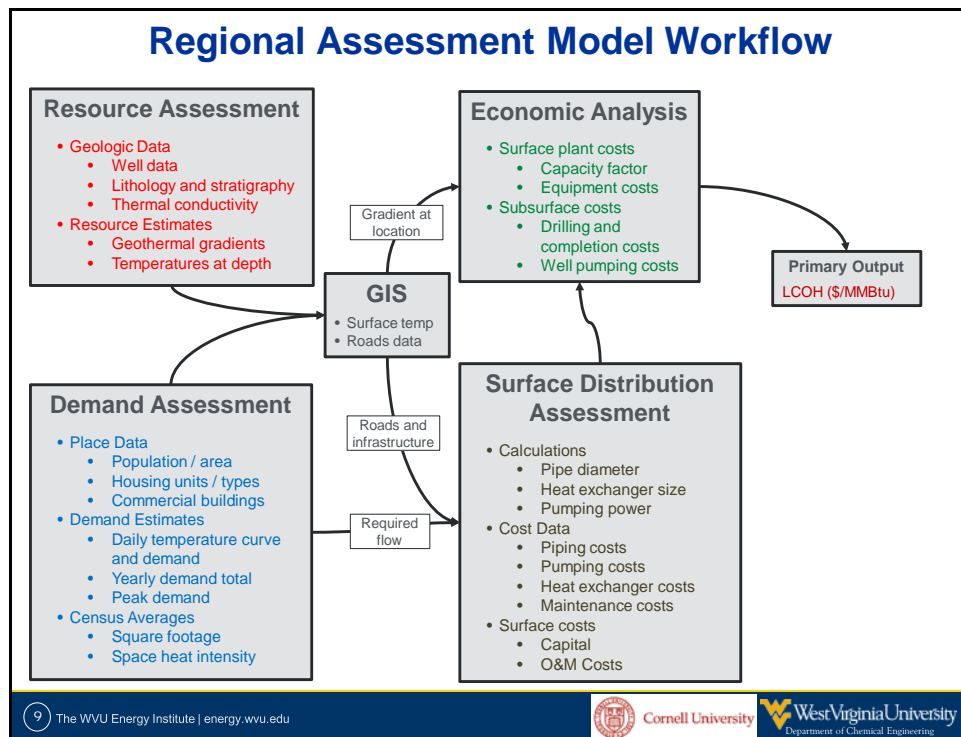 Regional Assessment Model Workflow
Resource Assessment
• Geologic Data
• Well data
• Lithology and stratigraphy
• Thermal conductivity
• Resource Estimates
• Geothermal gradients
• Temperatures at depth
Economic Analysis
• Surface plant costs
• Capacity factor
• Equipment costs
• Subsurface costs
• Drilling and
completion costs
• Well pumping costs
Gradient at
location
Primary Output
LCOH ($/MMBtu)
GIS
• Surface temp
• Roads data
Demand Assessment
• Place Data
• Population / area
• Housing units / types
• Commercial buildings
• Demand Estimates
• Daily temperature curve
and demand
• Yearly demand total
• Peak demand
• Census Averages
• Square footage
• Space heat intensity
Roads and
infrastructure
Required
flow
Surface Distribution
Assessment
• Calculations
• Pipe diameter
• Heat exchanger size
• Pumping power
• Cost Data
• Piping costs
• Pumping costs
• Heat exchanger costs
• Maintenance costs
• Surface costs
• Capital
• O&M Costs
9 The WVU Energy Institute | energy.wvu.edu
Cornell University
WestVirginiaUniversity
Department of Chemical Engineering